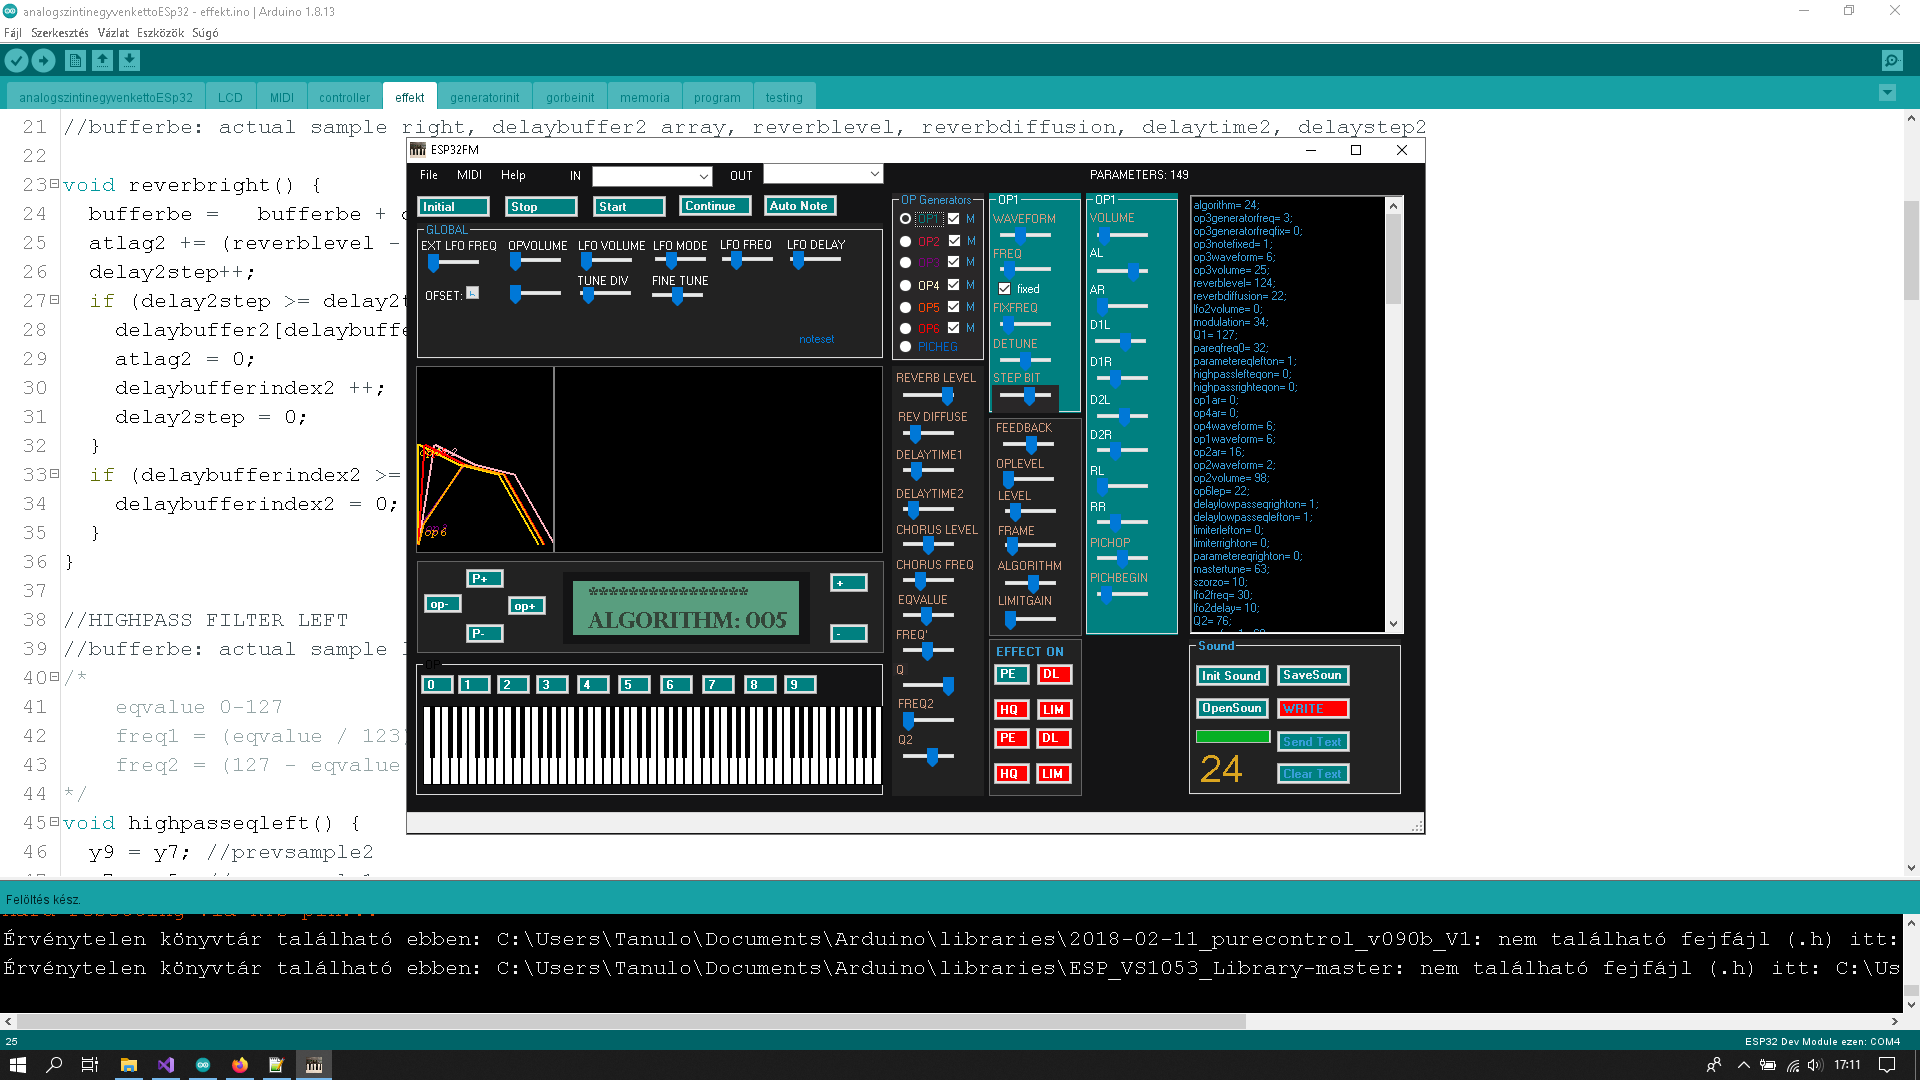 analogszintinegyvenkettoESp32 - effekt.ino | Arduino 1.8.13
Fájl Szerkesztés Vázlat Eszközök Súgó
analogszintinegyvenkettoESp32 LCD MIDI controller effekt generatorinit gorbeinit memoria program testing
21 //bufferbe: actual sample right, delaybuffer2 array, reverblevel, reverbdiffusion, delaytime2, delaystep2
22
23 void reverbright() {
24 bufferbe = bufferbe +
25 atlag2 += (reverblevel -
26 delay2step++;
27 if (delay2step >=
28 delaybuffer2[
29 atlag2 = 0;
30 delaybufferindex2 ++;
31 delay2step = 0;
32 }
33 if (delaybufferindex2 >=
34 delaybufferindex2 = 0;
35 }
36 }
37
38 //HIGHPASS FILTER LEFT
39 //bufferbe: actual sample
40 /*
41 eqvalue 0-127
42 freq1 = (eqvalue / 123)
43 freq2 = (127 - eqvalue
44 */
45 void highpasseqleft() {
46 y9 = y7; //prevsample2
ESP32FM
File MIDI Help IN OUT PARAMETERS: 149
Initial Stop Start Continue Auto Note
GLOBAL
EXT LFO FREQ OPVOLUME LFO VOLUME LFO MODE LFO FREQ LFO DELAY
OFSET: TUNE DIV FINE TUNE
noteset
op6
P+
op- op+
P-
ALGORITHM: 005
+
-
OP
0 1 2 3 4 5 6 7 8 9
OP Generators
OP1 M
OP2 M
OP3 M
OP4 M
OP5 M
OP6 M
PICHEG
REVERB LEVEL
REV DIFFUSE
DELAYTIME1
DELAYTIME2
CHORUS LEVEL
CHORUS FREQ
EQVALUE
FREQ'
Q
FREQ2
Q2
OP1
WAVEFORM
FREQ
fixed
FIXFREQ
DETUNE
STEP BIT
FEEDBACK
OPLEVEL
LEVEL
FRAME
ALGORITHM
LIMITGAIN
EFFECT ON
PE DL
HQ LIM
PE DL
HQ LIM
OP1
VOLUME
AL
AR
D1L
D1R
D2L
D2R
RL
RR
PICHOP
PICHBEGIN
algorithm= 24;
op3generatorfreq= 3;
op3generatorfreqfix= 0;
op3notefixed= 1;
op3waveform= 6;
op3volume= 25;
reverblevel= 124;
reverbdiffusion= 22;
lfo2volume= 0;
modulation= 34;
Q1= 127;
pareqfreq0= 32;
parametereqlefton= 1;
highpasslefteqon= 0;
highpassrighteqon= 0;
op1ar= 0;
op4ar= 0;
op4waveform= 6;
op1waveform= 6;
op2ar= 16;
op2waveform= 2;
op2volume= 98;
op6lep= 22;
delaylowpasseqrighton= 1;
delaylowpasseqlefton= 1;
limiterlefton= 0;
limiterrighton= 0;
parametereqrighton= 0;
mastertune= 63;
szorzo= 10;
lfo2freq= 30;
lfo2delay= 10;
Q2= 76;
Sound
Init Sound SaveSoun
OpenSoun WRITE
Send Text
24 Clear Text
Felöltés kész.
Érvénytelen könyvtár található ebben: C:\Users\Tanulo\Documents\Arduino\libraries\2018-02-11_purecontrol_v090b_V1: nem található fejfájl (.h) itt:
Érvénytelen könyvtár található ebben: C:\Users\Tanulo\Documents\Arduino\libraries\ESP_VS1053_Library-master: nem található fejfájl (.h) itt: C:\Us
25
ESP32 Dev Module ezen: COM4
17:11